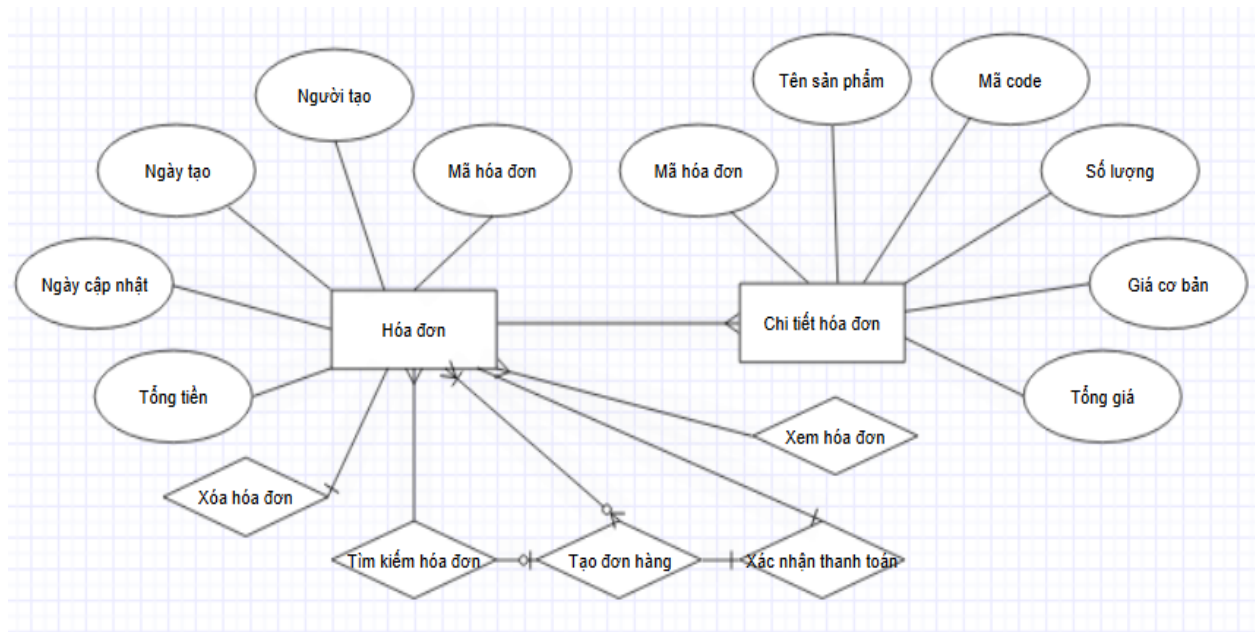 Tên sản phẩm
Mã code
Người tạo
Ngày tạo
Mã hóa đơn
Mã hóa đơn
Số lượng
Ngày cập nhật
Giá cơ bản
Hóa đơn
Chi tiết hóa đơn
Tổng tiền
Tổng giá
Xem hóa đơn
Xóa hóa đơn
Tìm kiếm hóa đơn
Tạo đơn hàng
Xác nhận thanh toán